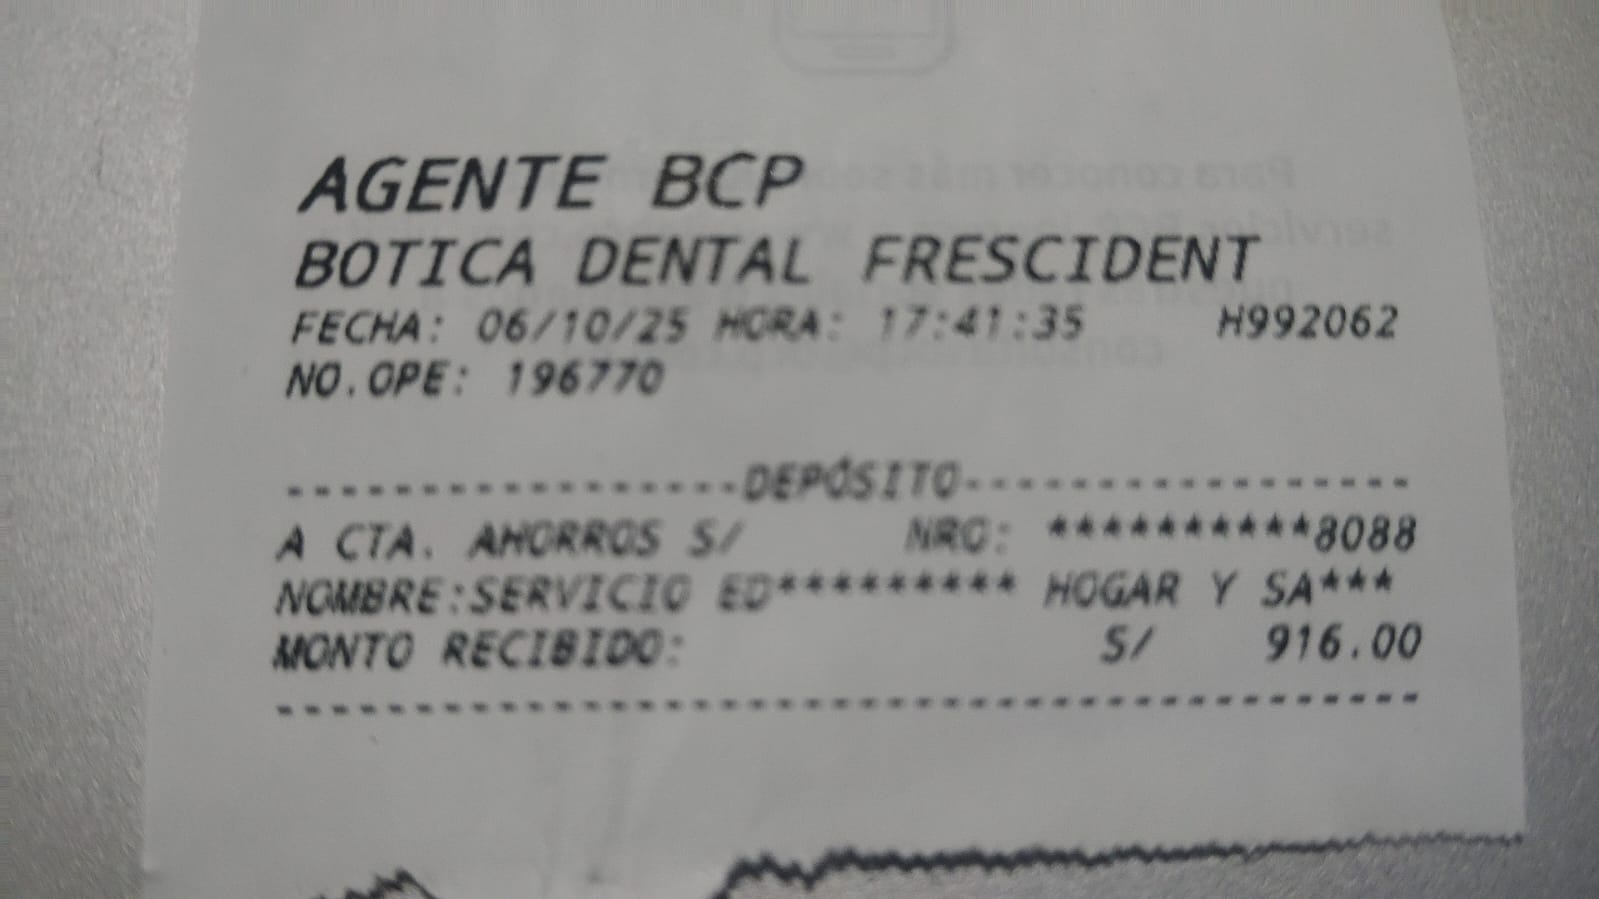 AGENTE BCP
BOTICA DENTAL FRESCIDENT
FECHA: 06/10/25 HORA: 17:41:35 H992062
NO.OPE: 196770
------------------DEPÓSITO------------------
A CTA. AHORROS S/ NRO: **********8088
NOMBRE:SERVICIO ED********* HOGAR Y SA***
MONTO RECIBIDO: S/ 916.00